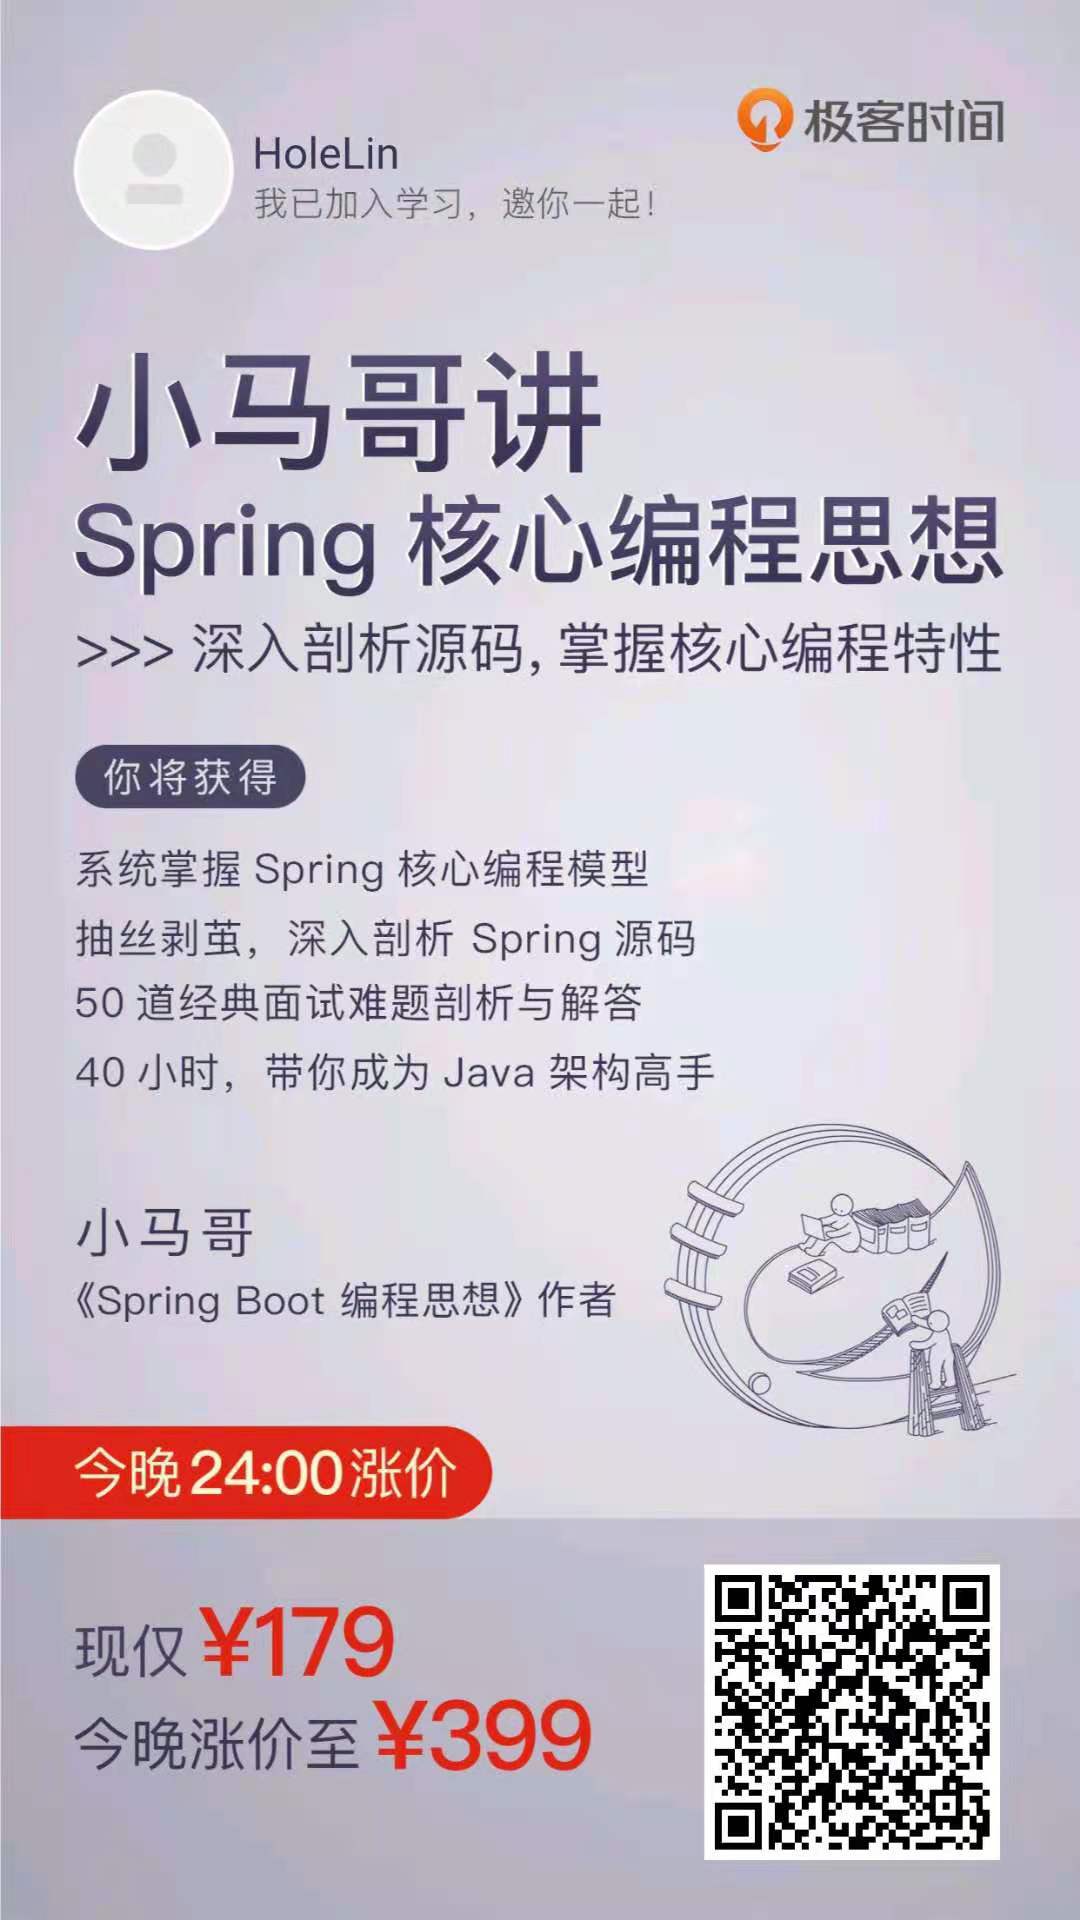 HoleLin
我已加入学习，邀你一起！
极客时间
小马哥讲
Spring 核心编程思想
>>> 深入剖析源码，掌握核心编程特性
你将获得
系统掌握 Spring 核心编程模型
抽丝剥茧，深入剖析 Spring 源码
50 道经典面试难题剖析与解答
40 小时，带你成为 Java 架构高手
小马哥
《Spring Boot 编程思想》作者
今晚24:00涨价
现仅 ¥179
今晚涨价至 ¥399